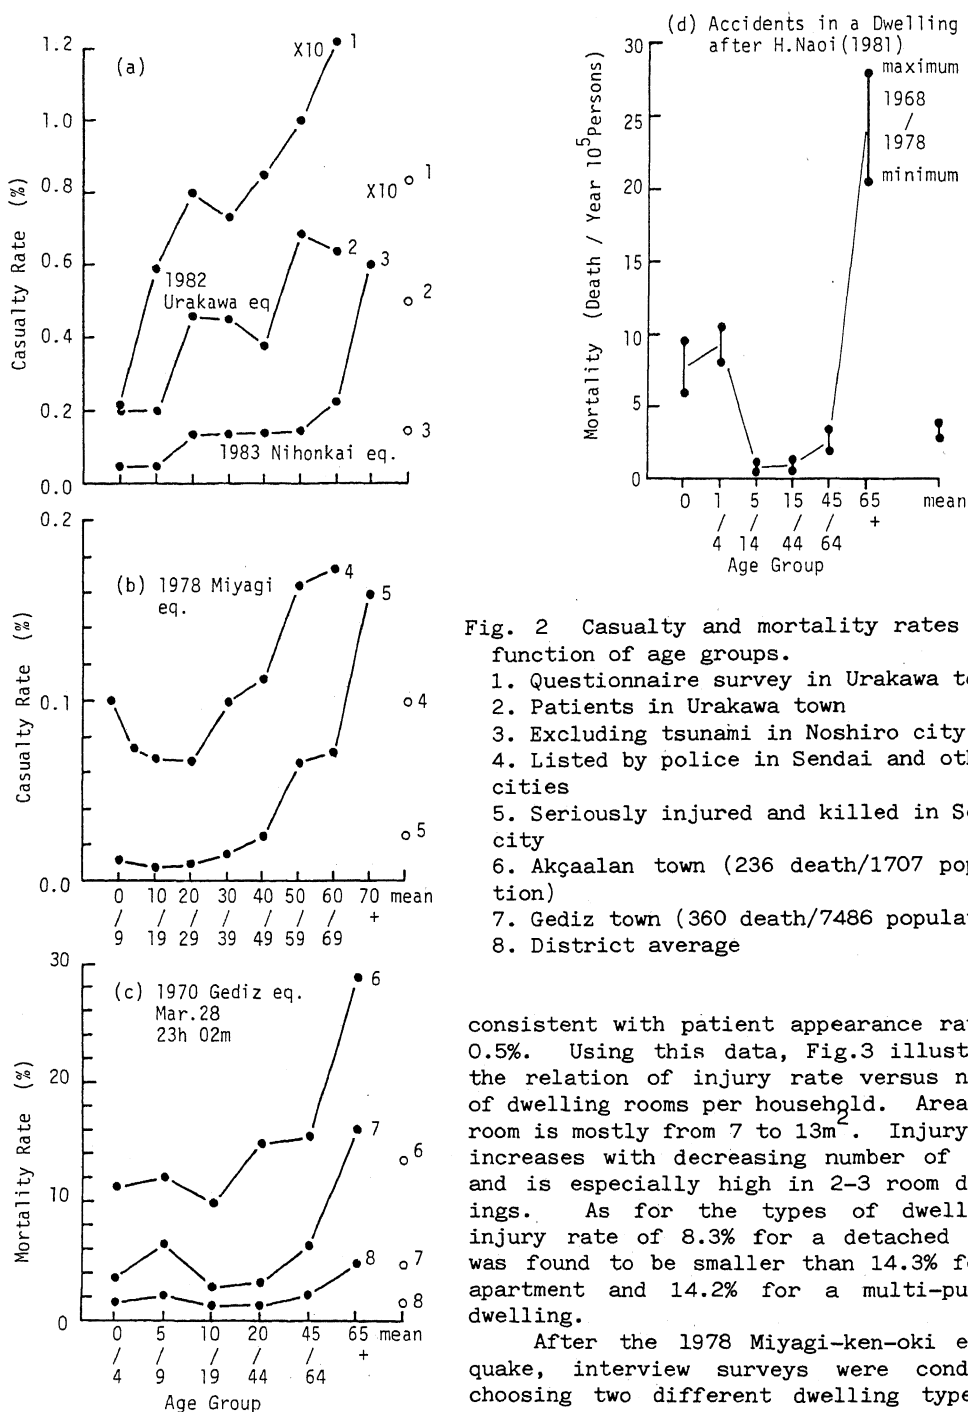 (a)
Casualty Rate (%)
1.2
1.0
0.8
0.6
0.4
0.2
0.0
X10
1
X10
1
2
3
2
3
1982
Urakawa eq
1983 Nihonkai eq.
(b) 1978 Miyagi
eq.
Casualty Rate (%)
0.2
0.1
0.0
4
5
4
5
0 10 20 30 40 50 60 70 mean
/ / / / / / / +
9 19 29 39 49 59 69
(c) 1970 Gediz eq.
Mar.28
23h 02m
Mortality Rate (%)
30
20
10
0
6
7
8
6
7
8
0 5 10 20 45 65 mean
/ / / / / +
4 9 19 44 64
Age Group
(d) Accidents in a Dwelling
after H.Naoi(1981)
Mortality (Death / Year 10⁵Persons)
30
25
20
15
10
5
0
maximum
1968
/
1978
minimum
0 1 5 15 45 65 mean
/ / / / +
4 14 44 64
Age Group
Fig. 2 Casualty and mortality rates
function of age groups.
1. Questionnaire survey in Urakawa
2. Patients in Urakawa town
3. Excluding tsunami in Noshiro city
4. Listed by police in Sendai and
cities
5. Seriously injured and killed in
city
6. Akçaalan town (236 death/1707
tion)
7. Gediz town (360 death/7486
8. District average
consistent with patient appearance
0.5%. Using this data, Fig.3
the relation of injury rate versus
of dwelling rooms per household. Area
room is mostly from 7 to 13m². Injury
increases with decreasing number of
and is especially high in 2-3 room
ings. As for the types of
injury rate of 8.3% for a detached
was found to be smaller than 14.3%
apartment and 14.2% for a
dwelling.
After the 1978 Miyagi-ken-oki
quake, interview surveys were
choosing two different dwelling